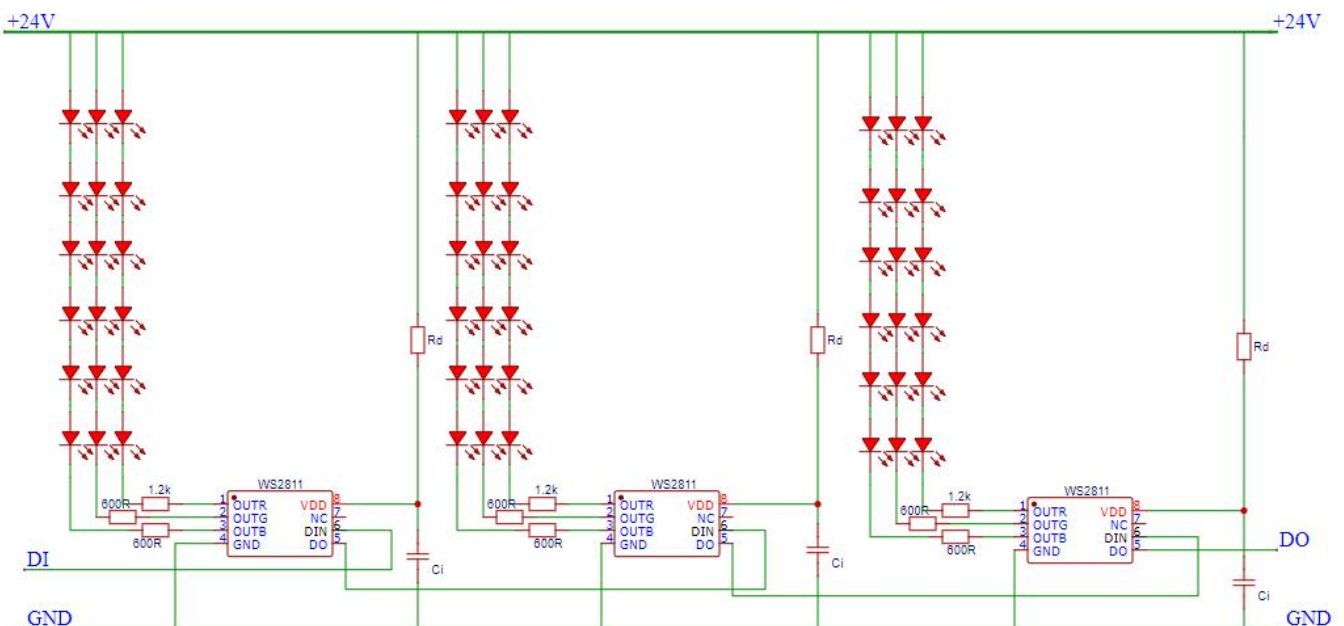 +24V
+24V
Rd
Rd
Rd
WS2811
1.2k
600R
600R
1 OUTR
2 OUTG
3 OUTB
4 GND
VDD 8
NC 7
DIN 6
DO 5
Ci
WS2811
1.2k
600R
600R
1 OUTR
2 OUTG
3 OUTB
4 GND
VDD 8
NC 7
DIN 6
DO 5
Ci
WS2811
1.2k
600R
600R
1 OUTR
2 OUTG
3 OUTB
4 GND
VDD 8
NC 7
DIN 6
DO 5
Ci
DI
DO
GND
GND